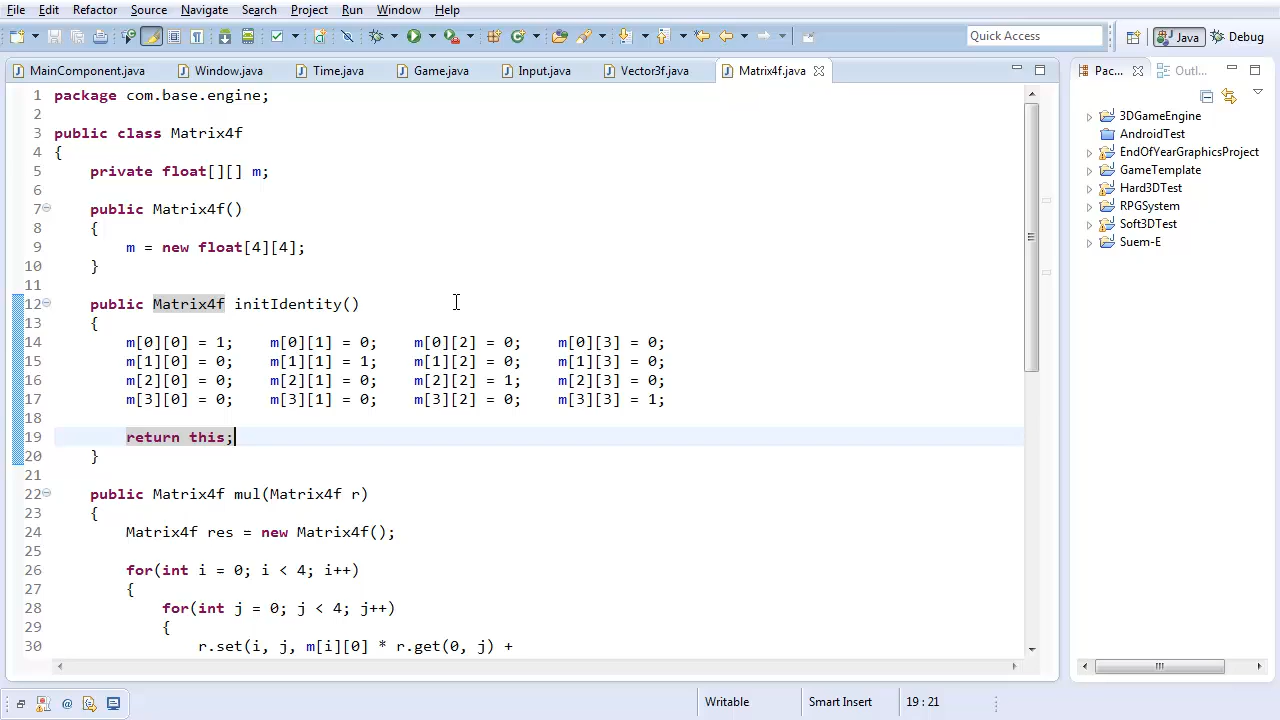 File Edit Refactor Source Navigate Search Project Run Window Help
Quick Access Java Debug
MainComponent.java Window.java Time.java Game.java Input.java Vector3f.java Matrix4f.java
Pac... Outl...
1 package com.base.engine;
2
3 public class Matrix4f
4 {
5 private float[][] m;
6
7 public Matrix4f()
8 {
9 m = new float[4][4];
10 }
11
12 public Matrix4f initIdentity()
13 {
14 m[0][0] = 1; m[0][1] = 0; m[0][2] = 0; m[0][3] = 0;
15 m[1][0] = 0; m[1][1] = 1; m[1][2] = 0; m[1][3] = 0;
16 m[2][0] = 0; m[2][1] = 0; m[2][2] = 1; m[2][3] = 0;
17 m[3][0] = 0; m[3][1] = 0; m[3][2] = 0; m[3][3] = 1;
18
19 return this;
20 }
21
22 public Matrix4f mul(Matrix4f r)
23 {
24 Matrix4f res = new Matrix4f();
25
26 for(int i = 0; i < 4; i++)
27 {
28 for(int j = 0; j < 4; j++)
29 {
30 r.set(i, j, m[i][0] * r.get(0, j) +
3DGameEngine
AndroidTest
EndOfYearGraphicsProject
GameTemplate
Hard3DTest
RPGSystem
Soft3DTest
Suem-E
Writable Smart Insert 19 : 21